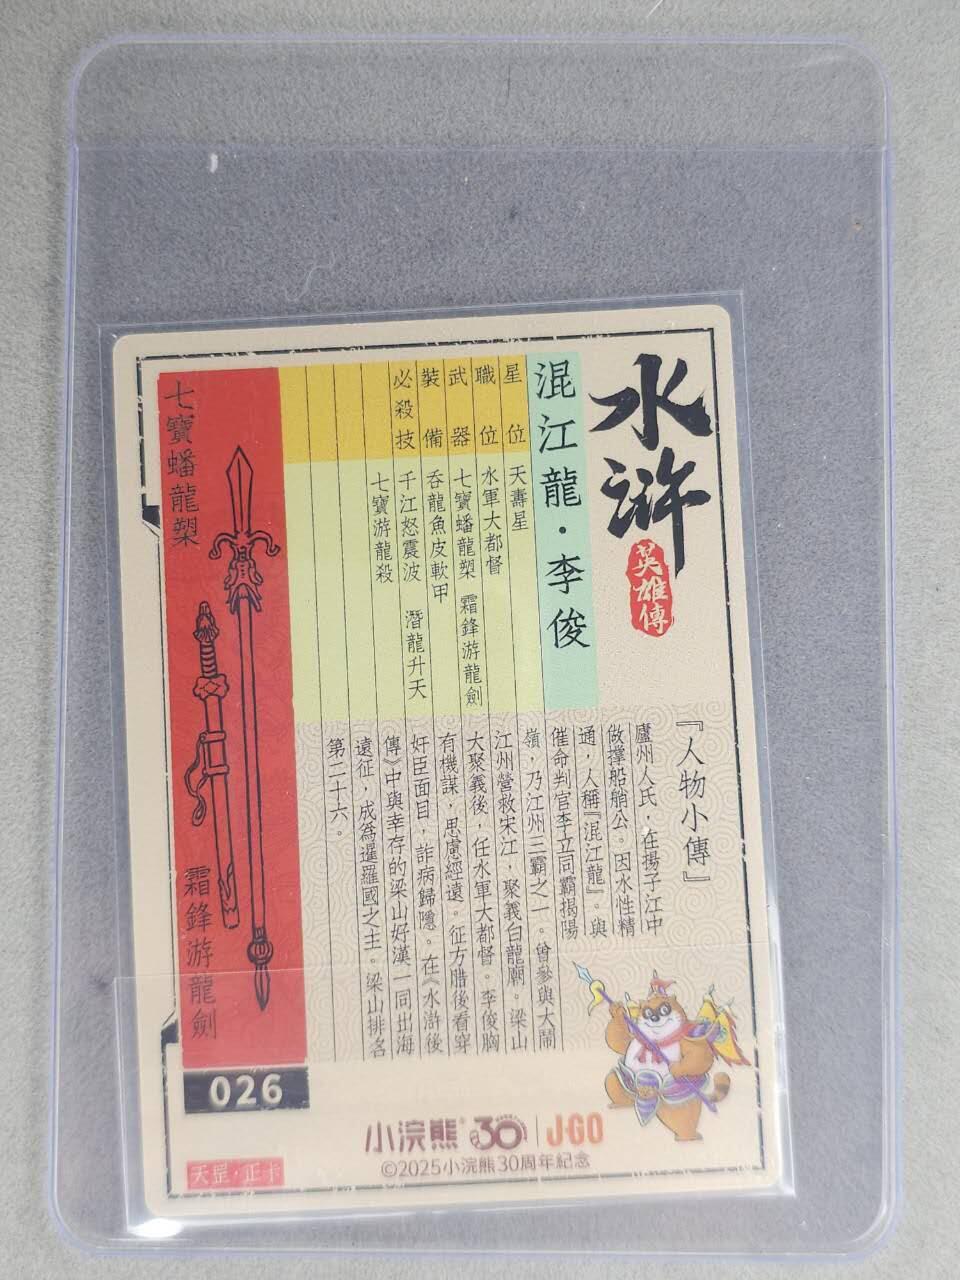 水滸
英雄傳
混江龍·李俊
星位 天壽星
職位 水軍大都督
武器 七寶蟠龍槊 霜鋒游龍劍
裝備 吞龍魚皮軟甲
必殺技 千江怒震波 潛龍升天
七寶游龍殺
七寶蟠龍槊
霜鋒游龍劍
『人物小傳』
廬州人氏，在揚子江中
做撐船艄公。因水性精
通，人稱『混江龍』。與
催命判官李立同霸揭陽
嶺，乃江州三霸之一。曾參與大鬧
江州營救宋江，聚義白龍廟。梁山
大聚義後，任水軍大都督。李俊胸
有機謀，思慮經遠。征方腊後看穿
奸臣面目，詐病歸隱。在《水滸後
傳》中與幸存的梁山好漢一同出海
遠征，成為暹羅國之主。梁山排名
第二十六。
026
小浣熊 30 J·GO
©2025小浣熊30周年紀念
天罡·正卡